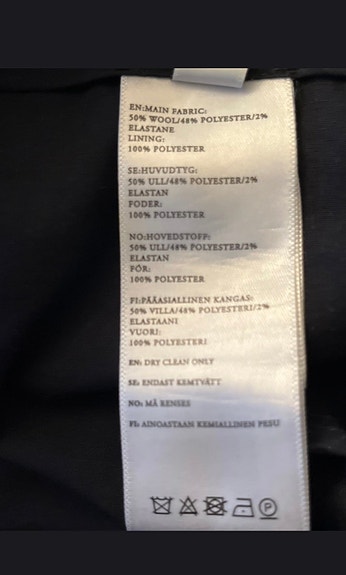 EN:MAIN FABRIC:
50% WOOL/48% POLYESTER/2%
ELASTANE
LINING:
100% POLYESTER
SE:HUVUDTYG:
50% ULL/48% POLYESTER/2%
ELASTAN
FODER:
100% POLYESTER
NO:HOVEDSTOFF:
50% ULL/48% POLYESTER/2%
ELASTAN
FÓR:
100% POLYESTER
FI:PÄÄASIALLINEN KANGAS:
50% VILLA/48% POLYESTERI/2%
ELASTAANI
VUORI:
100% POLYESTERI
EN: DRY CLEAN ONLY
SE: ENDAST KEMTVÄTT
NO: MÅ RENSES
FI: AINOASTAAN KEMIALLINEN PESU
P